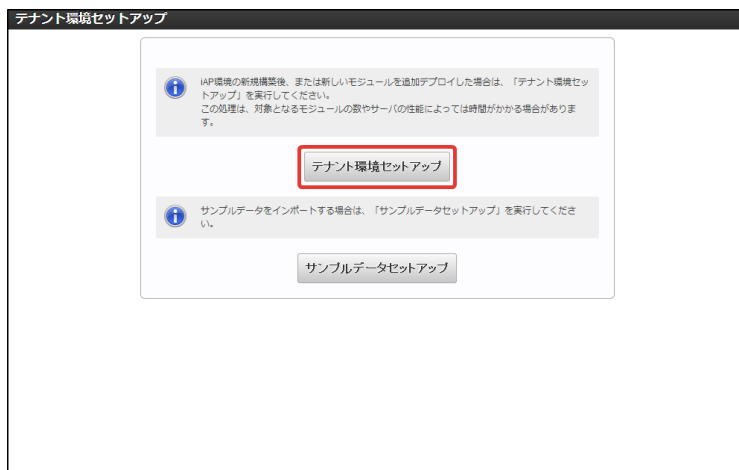 テナント環境セットアップ
iAP環境の新規構築後、または新しいモジュールを追加デプロイした場合は、「テナント環境セッ
トアップ」を実行してください。
この処理は、対象となるモジュールの数やサーバの性能によっては時間がかかる場合がありま
す。
テナント環境セットアップ
サンプルデータをインポートする場合は、「サンプルデータセットアップ」を実行してくださ
い。
サンプルデータセットアップ